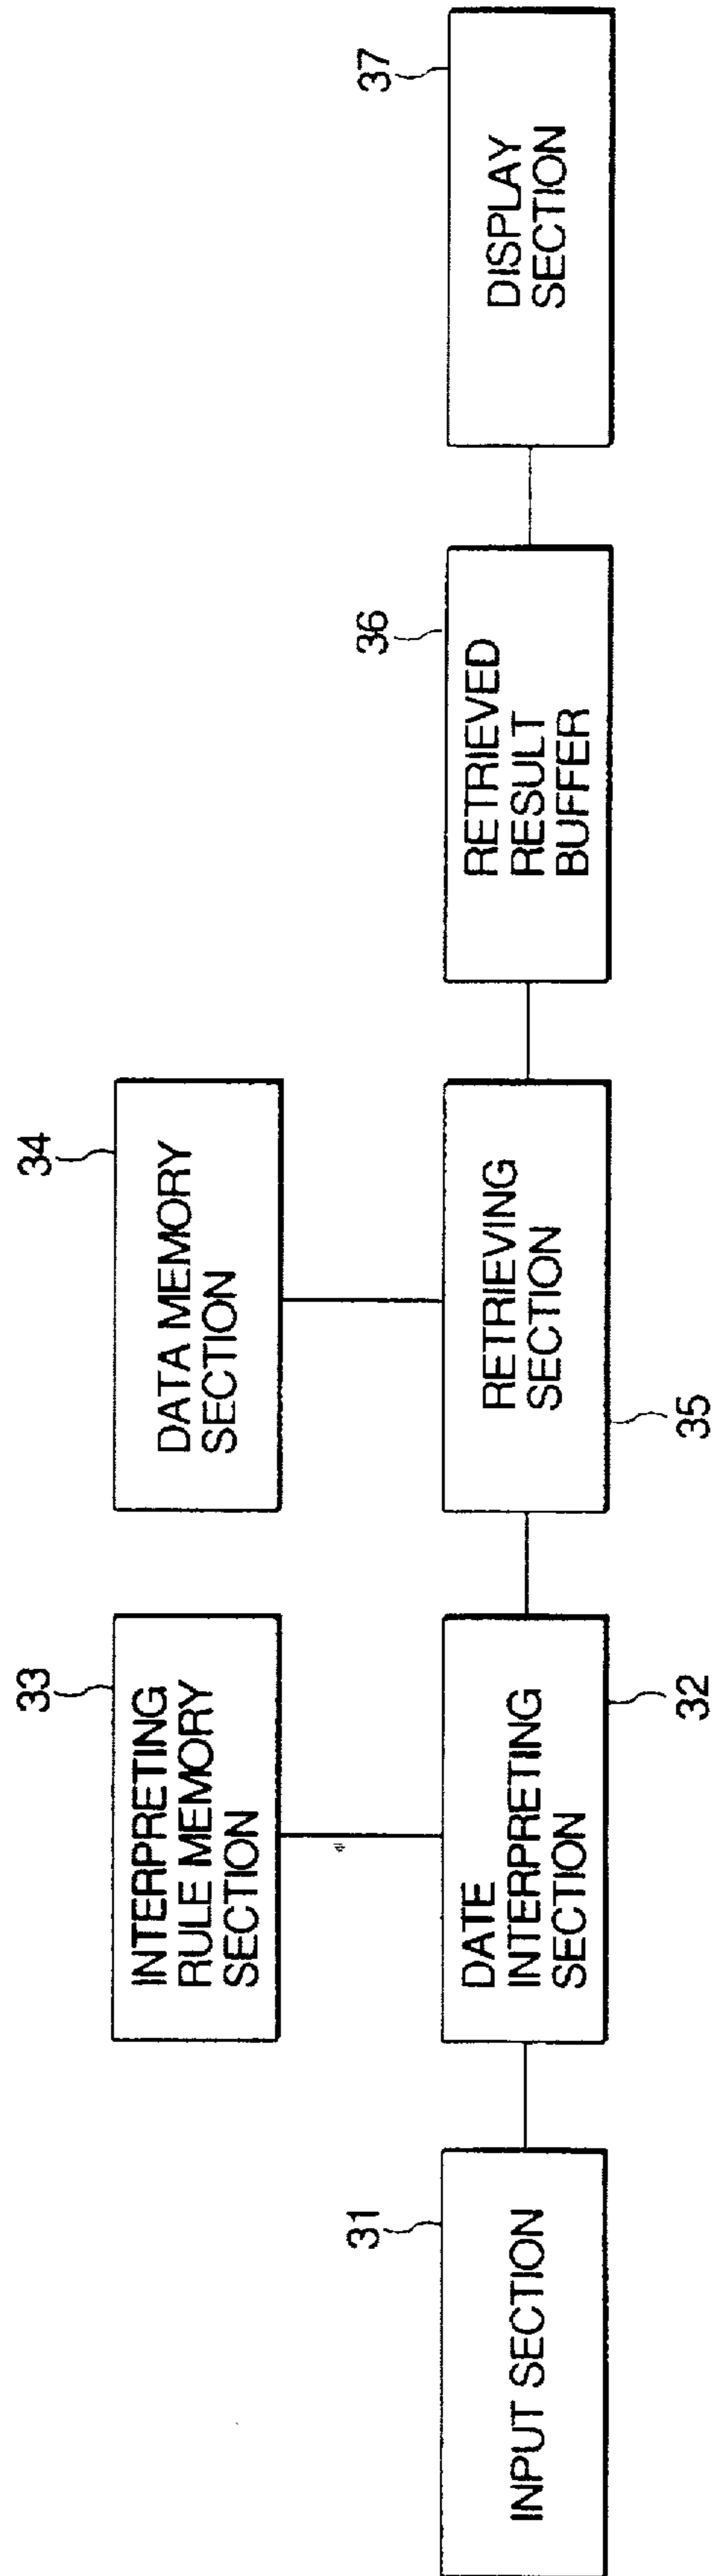 33
INTERPRETING
RULE MEMORY
SECTION
34
DATA MEMORY
SECTION
31
INPUT SECTION
DATE
INTERPRETING
SECTION
32
RETRIEVING
SECTION
35
36
RETRIEVED
RESULT
BUFFER
37
DISPLAY
SECTION